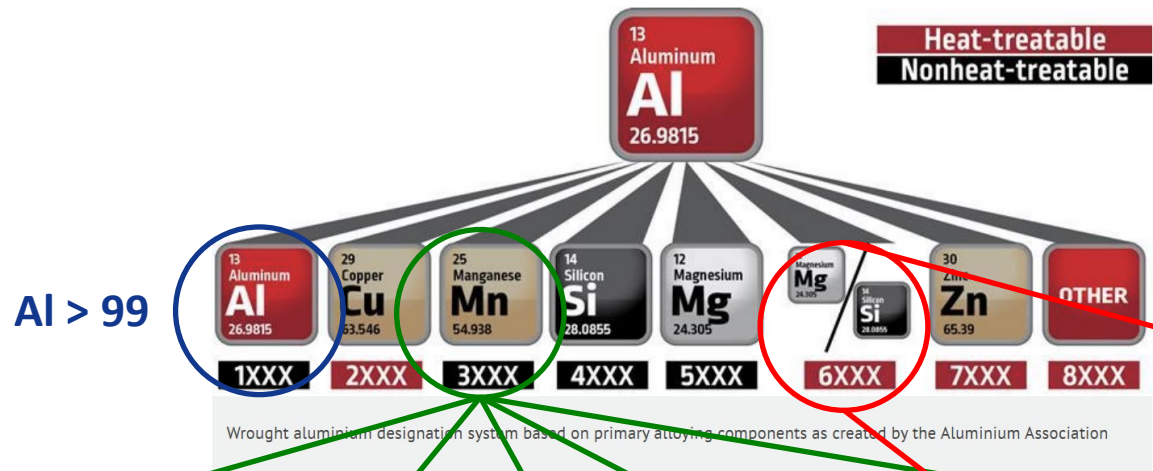 13
Aluminum
Al
26.9815
Heat-treatable
Nonheat-treatable
Al > 99
13
Aluminum
Al
26.9815
29
Copper
Cu
63.546
25
Manganese
Mn
54.938
14
Silicon
Si
28.0855
12
Magnesium
Mg
24.305
Magnesium
Mg
24.305
14
Silicon
Si
28.0855
30
Zinc
Zn
65.39
OTHER
1XXX 2XXX 3XXX 4XXX 5XXX 6XXX 7XXX 8XXX
Wrought aluminium designation system based on primary alloying components as created by the Aluminium Association